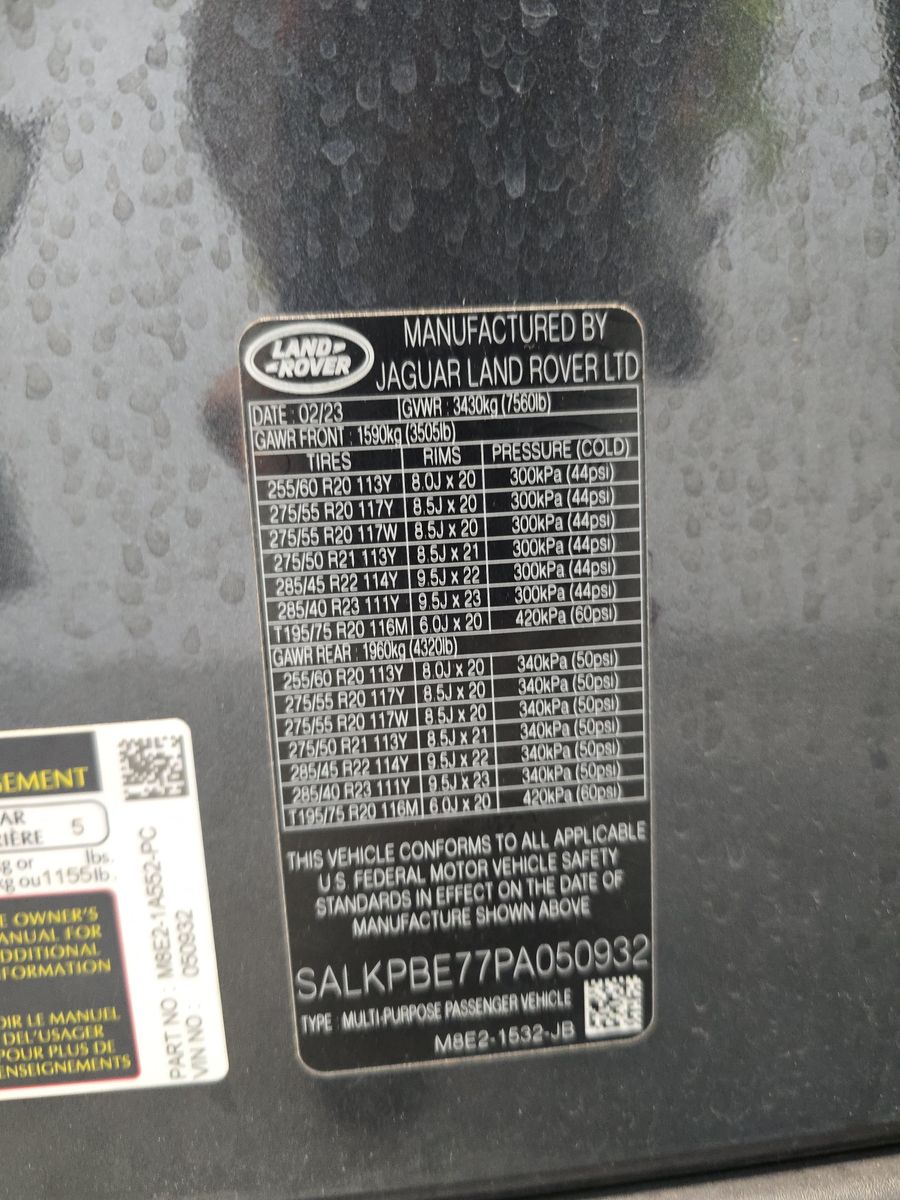 LAND ROVER
MANUFACTURED BY
JAGUAR LAND ROVER LTD
DATE : 02/23 GVWR : 3430kg (7560lb)
GAWR FRONT : 1590kg (3505lb)
TIRES RIMS PRESSURE (COLD)
255/60 R20 113Y 8.0J x 20 300kPa (44psi)
275/55 R20 117Y 8.5J x 20 300kPa (44psi)
275/55 R20 117W 8.5J x 20 300kPa (44psi)
275/50 R21 113Y 8.5J x 21 300kPa (44psi)
285/45 R22 114Y 9.5J x 22 300kPa (44psi)
285/40 R23 111Y 9.5J x 23 300kPa (44psi)
T195/75 R20 116M 6.0J x 20 420kPa (60psi)
GAWR REAR : 1960kg (4320lb)
255/60 R20 113Y 8.0J x 20 340kPa (50psi)
275/55 R20 117Y 8.5J x 20 340kPa (50psi)
275/55 R20 117W 8.5J x 20 340kPa (50psi)
275/50 R21 113Y 8.5J x 21 340kPa (50psi)
285/45 R22 114Y 9.5J x 22 340kPa (50psi)
285/40 R23 111Y 9.5J x 23 340kPa (50psi)
T195/75 R20 116M 6.0J x 20 420kPa (60psi)
THIS VEHICLE CONFORMS TO ALL APPLICABLE
U.S. FEDERAL MOTOR VEHICLE SAFETY
STANDARDS IN EFFECT ON THE DATE OF
MANUFACTURE SHOWN ABOVE
SALKPBE77PA050932
TYPE : MULTI-PURPOSE PASSENGER VEHICLE
M8E2-1532-JB
SEMENT
AR
RIÈRE 5
kg or lbs.
kg ou 1155lb.
E OWNER'S
ANUAL FOR
DDITIONAL
FORMATION
OIR LE MANUEL
DEL'USAGER
POUR PLUS DE
ENSEIGNEMENTS
PART NO : M8E2-1A552-PC
VIN NO : 050932